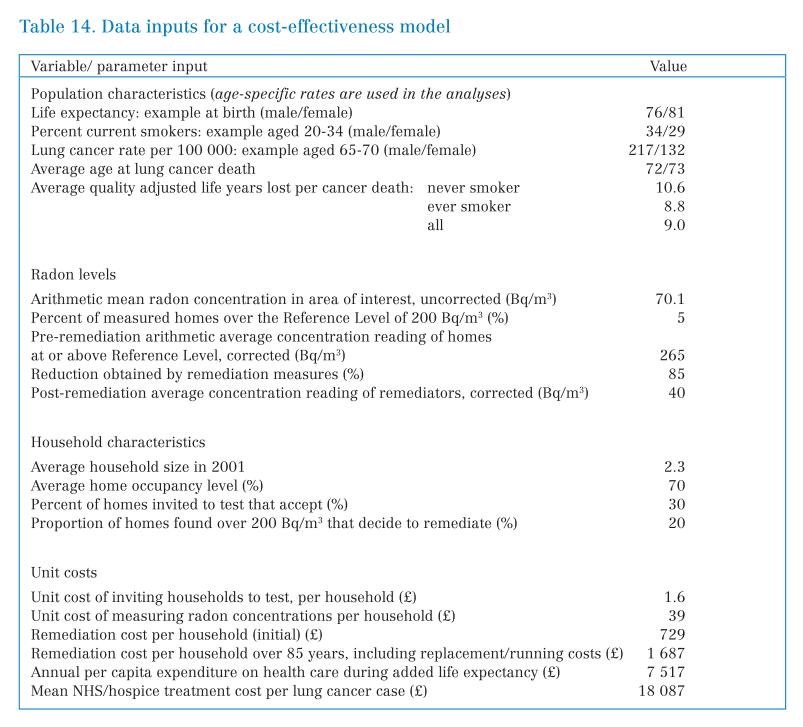 Table 14. Data inputs for a cost-effectiveness model
Variable/ parameter input Value
Population characteristics (age-specific rates are used in the analyses)
Life expectancy: example at birth (male/female) 76/81
Percent current smokers: example aged 20-34 (male/female) 34/29
Lung cancer rate per 100 000: example aged 65-70 (male/female) 217/132
Average age at lung cancer death 72/73
Average quality adjusted life years lost per cancer death: never smoker 10.6
ever smoker 8.8
all 9.0
Radon levels
Arithmetic mean radon concentration in area of interest, uncorrected (Bq/m³) 70.1
Percent of measured homes over the Reference Level of 200 Bq/m³ (%) 5
Pre-remediation arithmetic average concentration reading of homes
at or above Reference Level, corrected (Bq/m³) 265
Reduction obtained by remediation measures (%) 85
Post-remediation average concentration reading of remediators, corrected (Bq/m³) 40
Household characteristics
Average household size in 2001 2.3
Average home occupancy level (%) 70
Percent of homes invited to test that accept (%) 30
Proportion of homes found over 200 Bq/m³ that decide to remediate (%) 20
Unit costs
Unit cost of inviting households to test, per household (£) 1.6
Unit cost of measuring radon concentrations per household (£) 39
Remediation cost per household (initial) (£) 729
Remediation cost per household over 85 years, including replacement/running costs (£) 1 687
Annual per capita expenditure on health care during added life expectancy (£) 7 517
Mean NHS/hospice treatment cost per lung cancer case (£) 18 087